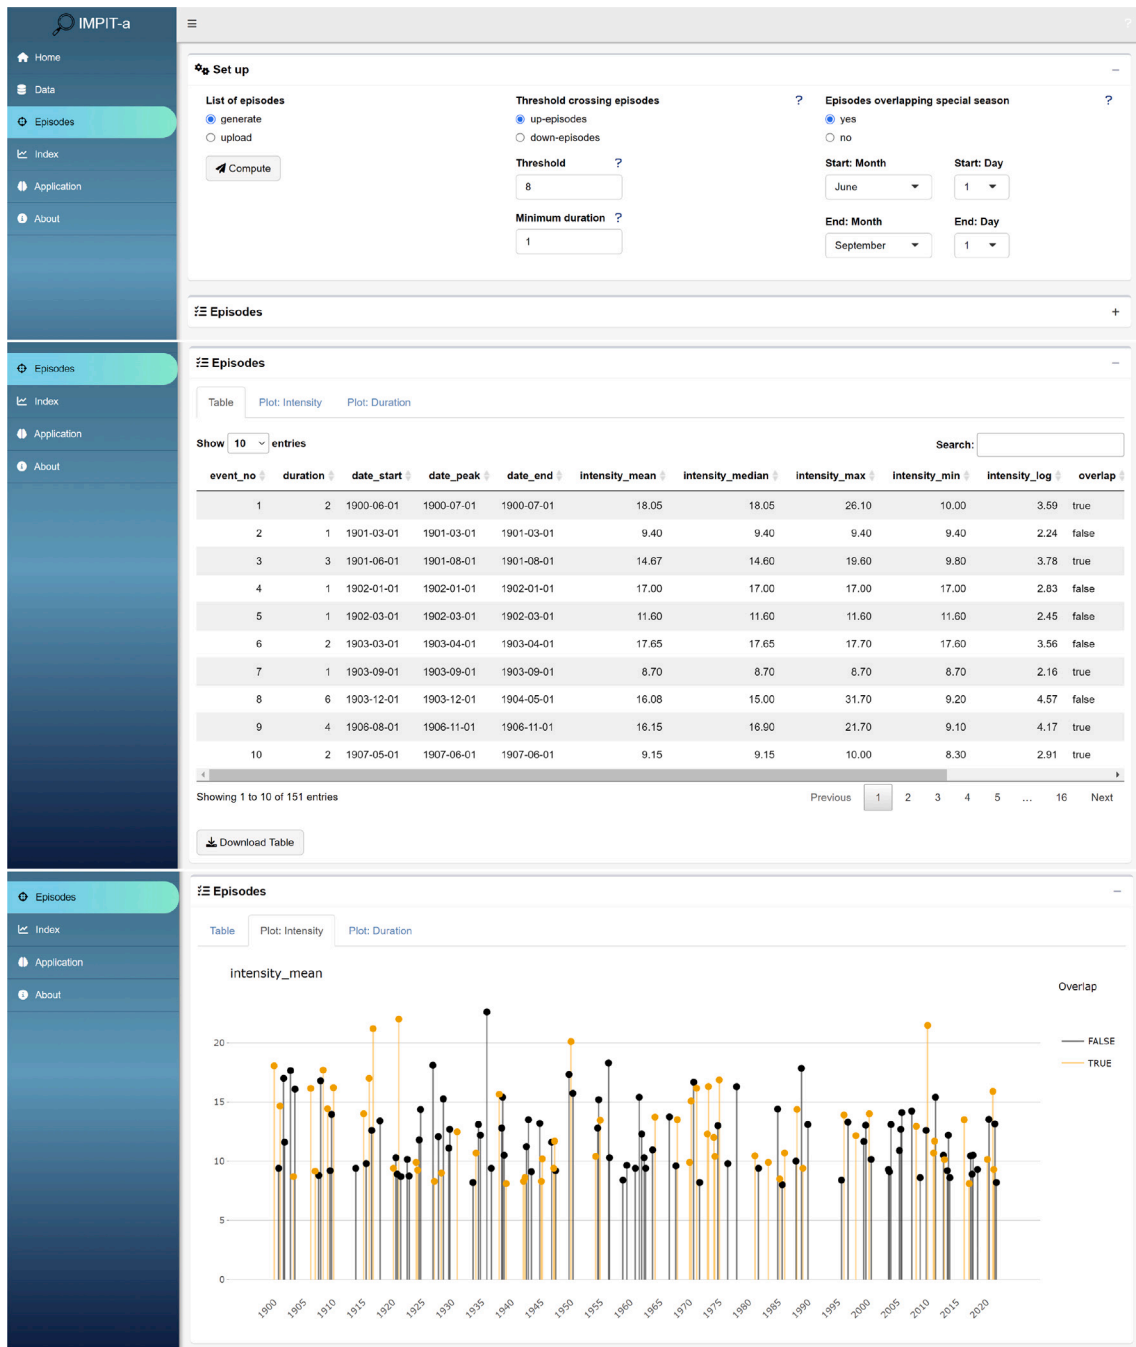 IMPIT-a
?
Home
Data
Episodes
Index
Application
About
Set up
List of episodes
generate
upload
Compute
Threshold crossing episodes ?
up-episodes
down-episodes
Threshold ?
8
Minimum duration ?
1
Episodes overlapping special season ?
yes
no
Start: Month Start: Day
June 1
End: Month End: Day
September 1
Episodes +
Episodes
Index
Application
About
Episodes
Table Plot: Intensity Plot: Duration
Show 10 entries Search:
event_no duration date_start date_peak date_end intensity_mean intensity_median intensity_max intensity_min intensity_log overlap
1 2 1900-06-01 1900-07-01 1900-07-01 18.05 18.05 26.10 10.00 3.59 true
2 1 1901-03-01 1901-03-01 1901-03-01 9.40 9.40 9.40 9.40 2.24 false
3 3 1901-06-01 1901-08-01 1901-08-01 14.67 14.60 19.60 9.80 3.78 true
4 1 1902-01-01 1902-01-01 1902-01-01 17.00 17.00 17.00 17.00 2.83 false
5 1 1902-03-01 1902-03-01 1902-03-01 11.60 11.60 11.60 11.60 2.45 false
6 2 1903-03-01 1903-04-01 1903-04-01 17.65 17.65 17.70 17.60 3.56 false
7 1 1903-09-01 1903-09-01 1903-09-01 8.70 8.70 8.70 8.70 2.16 true
8 6 1903-12-01 1903-12-01 1904-05-01 16.08 15.00 31.70 9.20 4.57 false
9 4 1906-08-01 1906-11-01 1906-11-01 16.15 16.90 21.70 9.10 4.17 true
10 2 1907-05-01 1907-06-01 1907-06-01 9.15 9.15 10.00 8.30 2.91 true
Showing 1 to 10 of 151 entries Previous 1 2 3 4 5 ... 16 Next
Download Table
Episodes
Index
Application
About
Episodes
Table Plot: Intensity Plot: Duration
intensity_mean
Overlap
FALSE
TRUE
20
15
10
5
0
1900 1905 1910 1915 1920 1925 1930 1935 1940 1945 1950 1955 1960 1965 1970 1975 1980 1985 1990 1995 2000 2005 2010 2015 2020